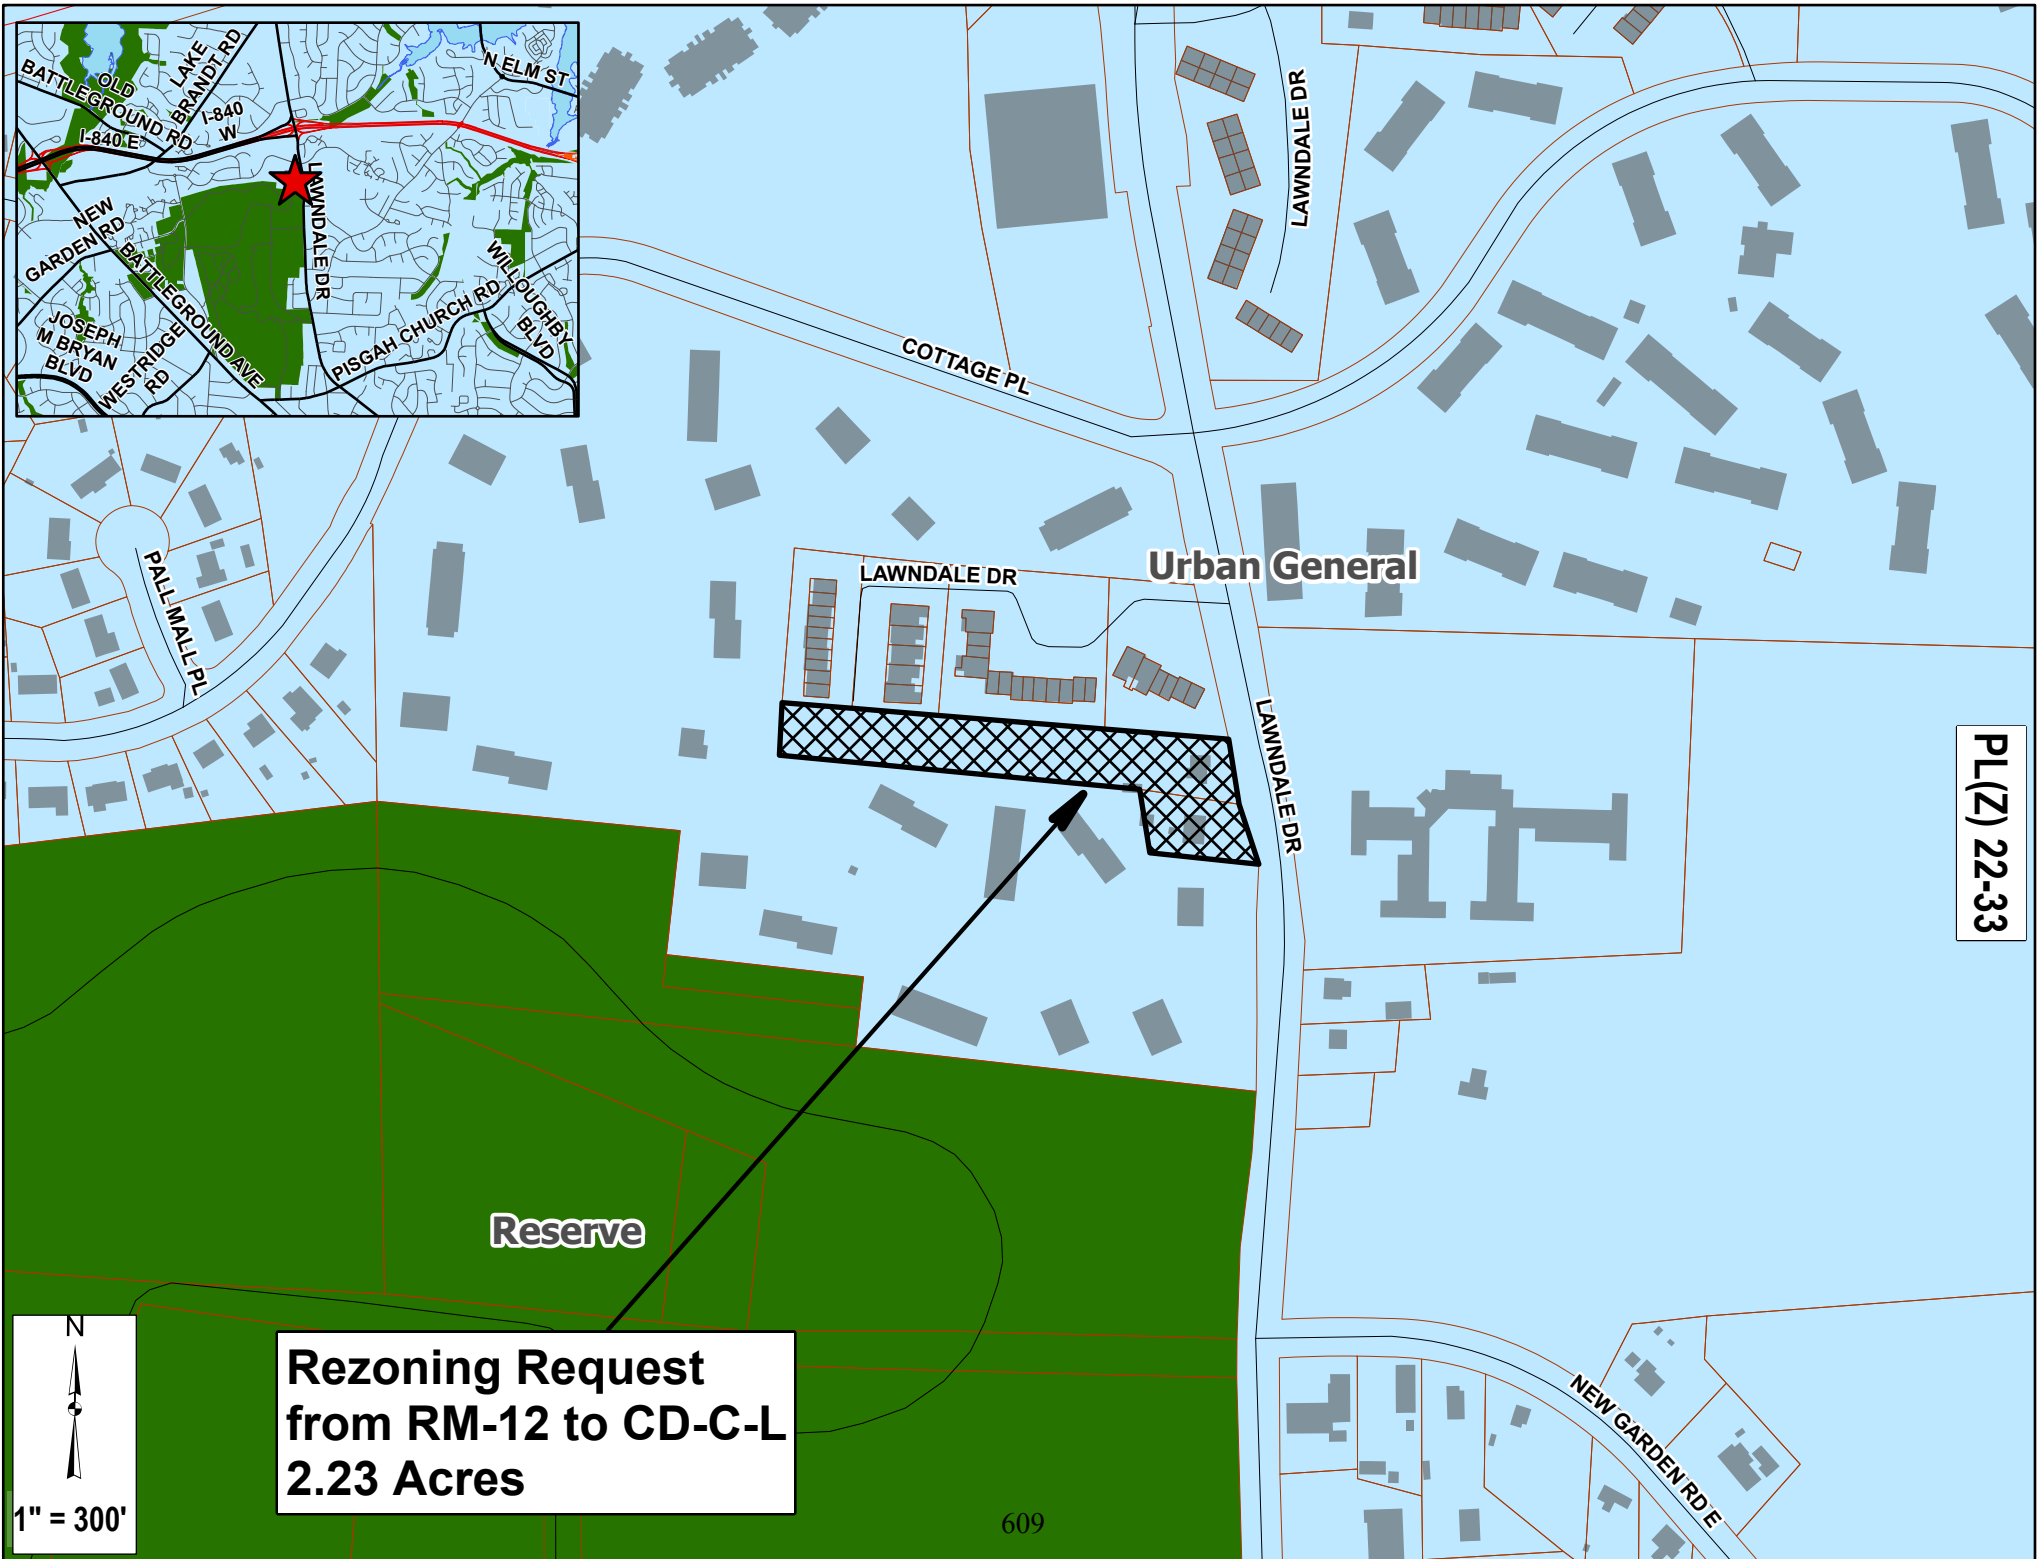 N ELM ST
LAKE
BRANDT RD
OLD
BATTLEGROUND RD
I-840
W
I-840 E
LAWNDALE DR
NEW
GARDEN RD
BATTLEGROUND AVE
WILLOUGHBY
BLVD
PISGAH CHURCH RD
JOSEPH
M BRYAN
BLVD
WESTRIDGE
RD
LAWNDALE DR
COTTAGE PL
PALL MALL PL
LAWNDALE DR
Urban General
LAWNDALE DR
PL(Z) 22-33
Reserve
N
1" = 300'
Rezoning Request
from RM-12 to CD-C-L
2.23 Acres
NEW GARDEN RD E
609